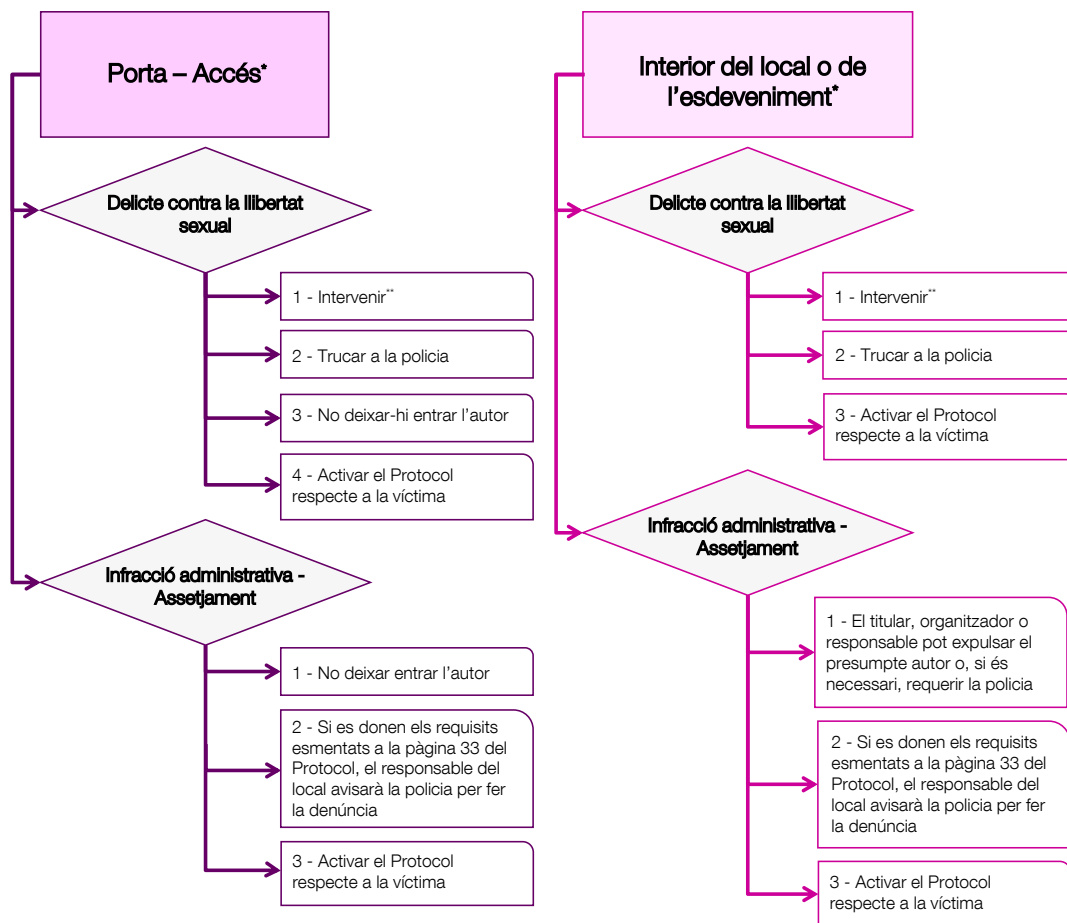 Porta – Accés*
Delicte contra la llibertat
sexual
1 - Intervenir**
2 - Trucar a la policia
3 - No deixar-hi entrar l’autor
4 - Activar el Protocol
respecte a la víctima
Infracció administrativa -
Assetjament
1 - No deixar entrar l’autor
2 - Si es donen els requisits
esmentats a la pàgina 33 del
Protocol, el responsable del
local avisarà la policia per fer
la denúncia
3 - Activar el Protocol
respecte a la víctima
Interior del local o de
l’esdeveniment*
Delicte contra la llibertat
sexual
1 - Intervenir**
2 - Trucar a la policia
3 - Activar el Protocol
respecte a la víctima
Infracció administrativa -
Assetjament
1 - El titular, organitzador o
responsable pot expulsar el
presumpte autor o, si és
necessari, requerir la policia
2 - Si es donen els requisits
esmentats a la pàgina 33 del
Protocol, el responsable del
local avisarà la policia per fer
la denúncia
3 - Activar el Protocol
respecte a la víctima